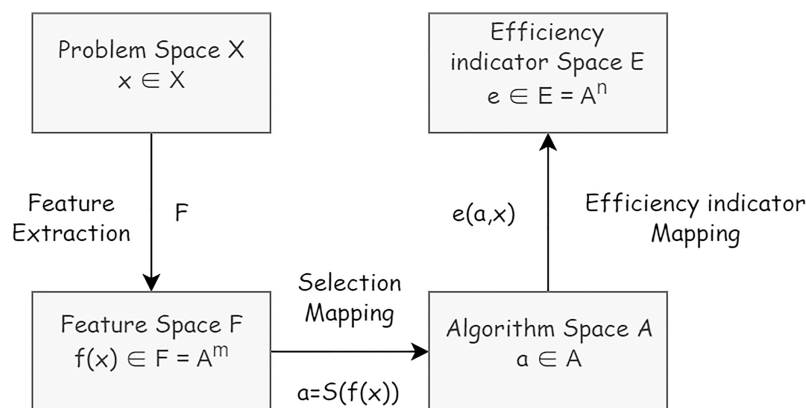 Problem Space X
x ∈ X
Efficiency
indicator Space E
e ∈ E = Aⁿ
Feature
Extraction
F
e(a,x)
Efficiency indicator
Mapping
Feature Space F
f(x) ∈ F = Aᵐ
Selection
Mapping
a=S(f(x))
Algorithm Space A
a ∈ A